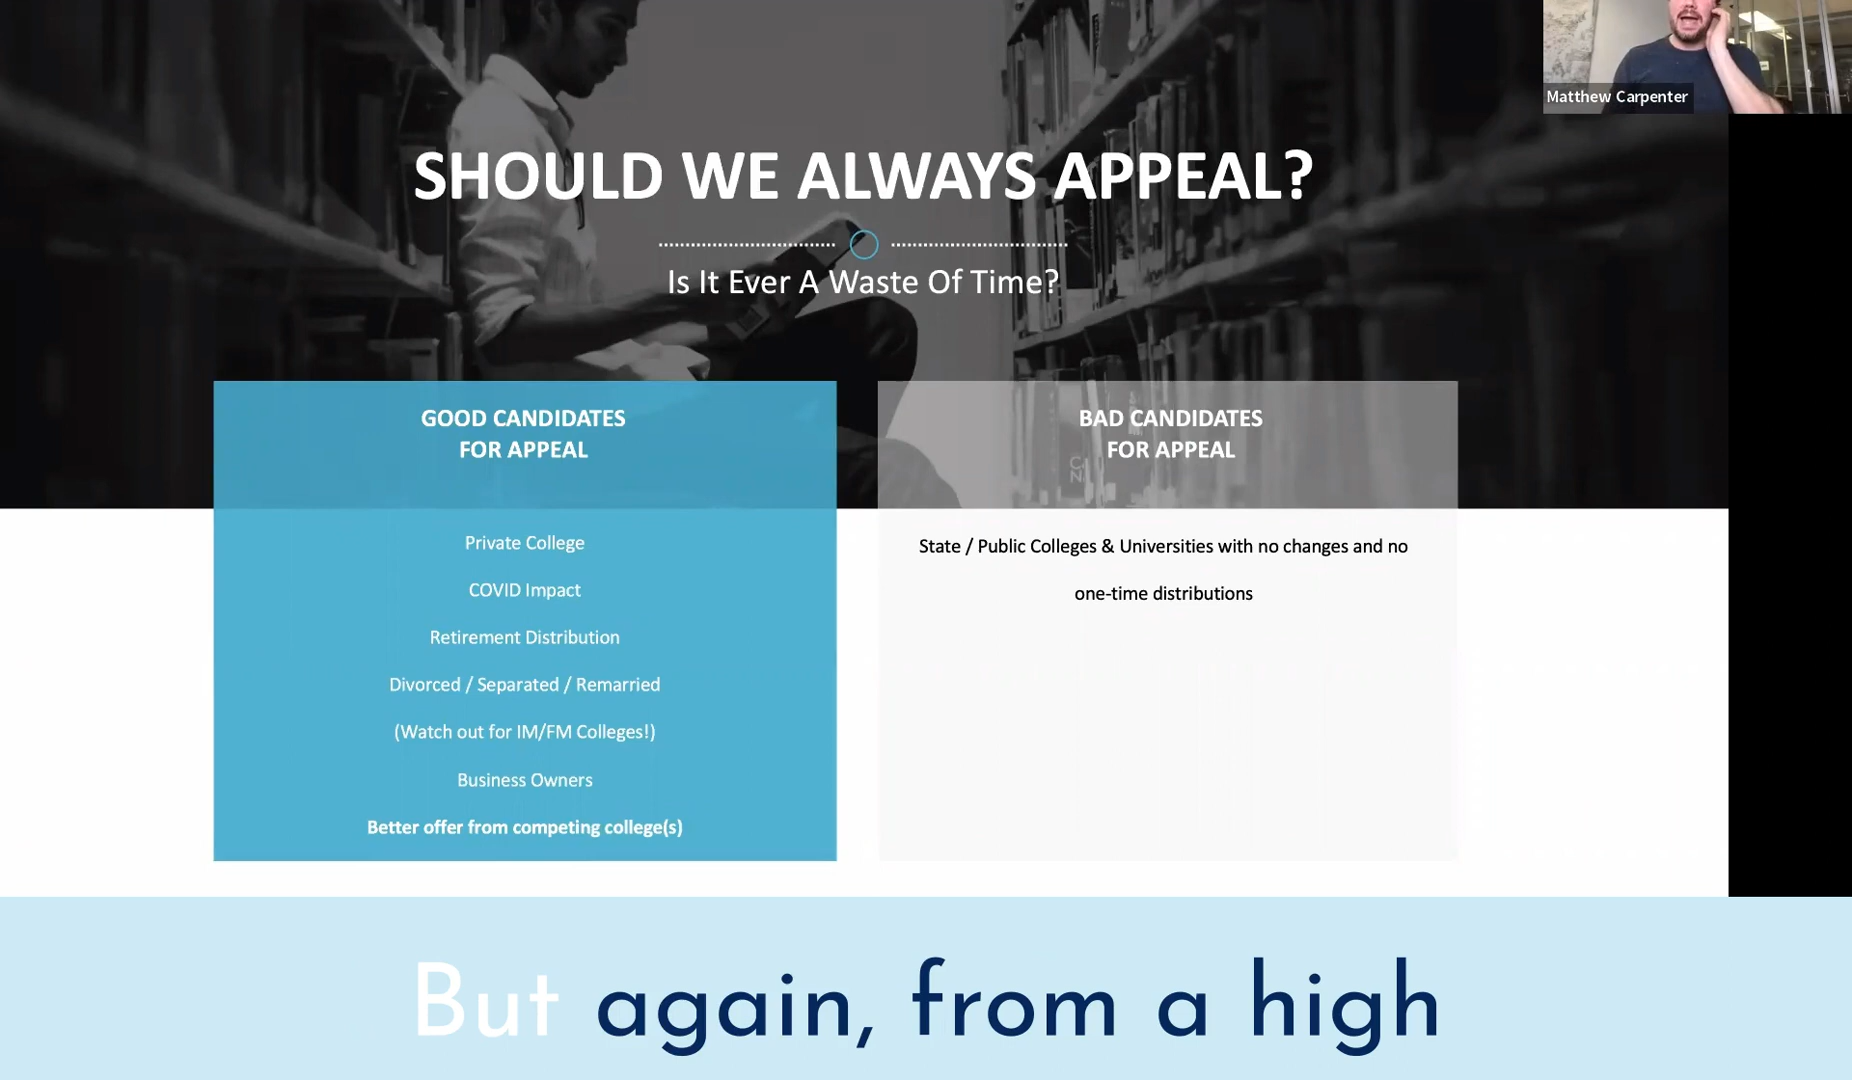 Matthew Carpenter
SHOULD WE ALWAYS APPEAL?
Is It Ever A Waste Of Time?
GOOD CANDIDATES
FOR APPEAL
Private College
COVID Impact
Retirement Distribution
Divorced / Separated / Remarried
(Watch out for IM/FM Colleges!)
Business Owners
Better offer from competing college(s)
BAD CANDIDATES
FOR APPEAL
State / Public Colleges & Universities with no changes and no
one-time distributions
But again, from a high